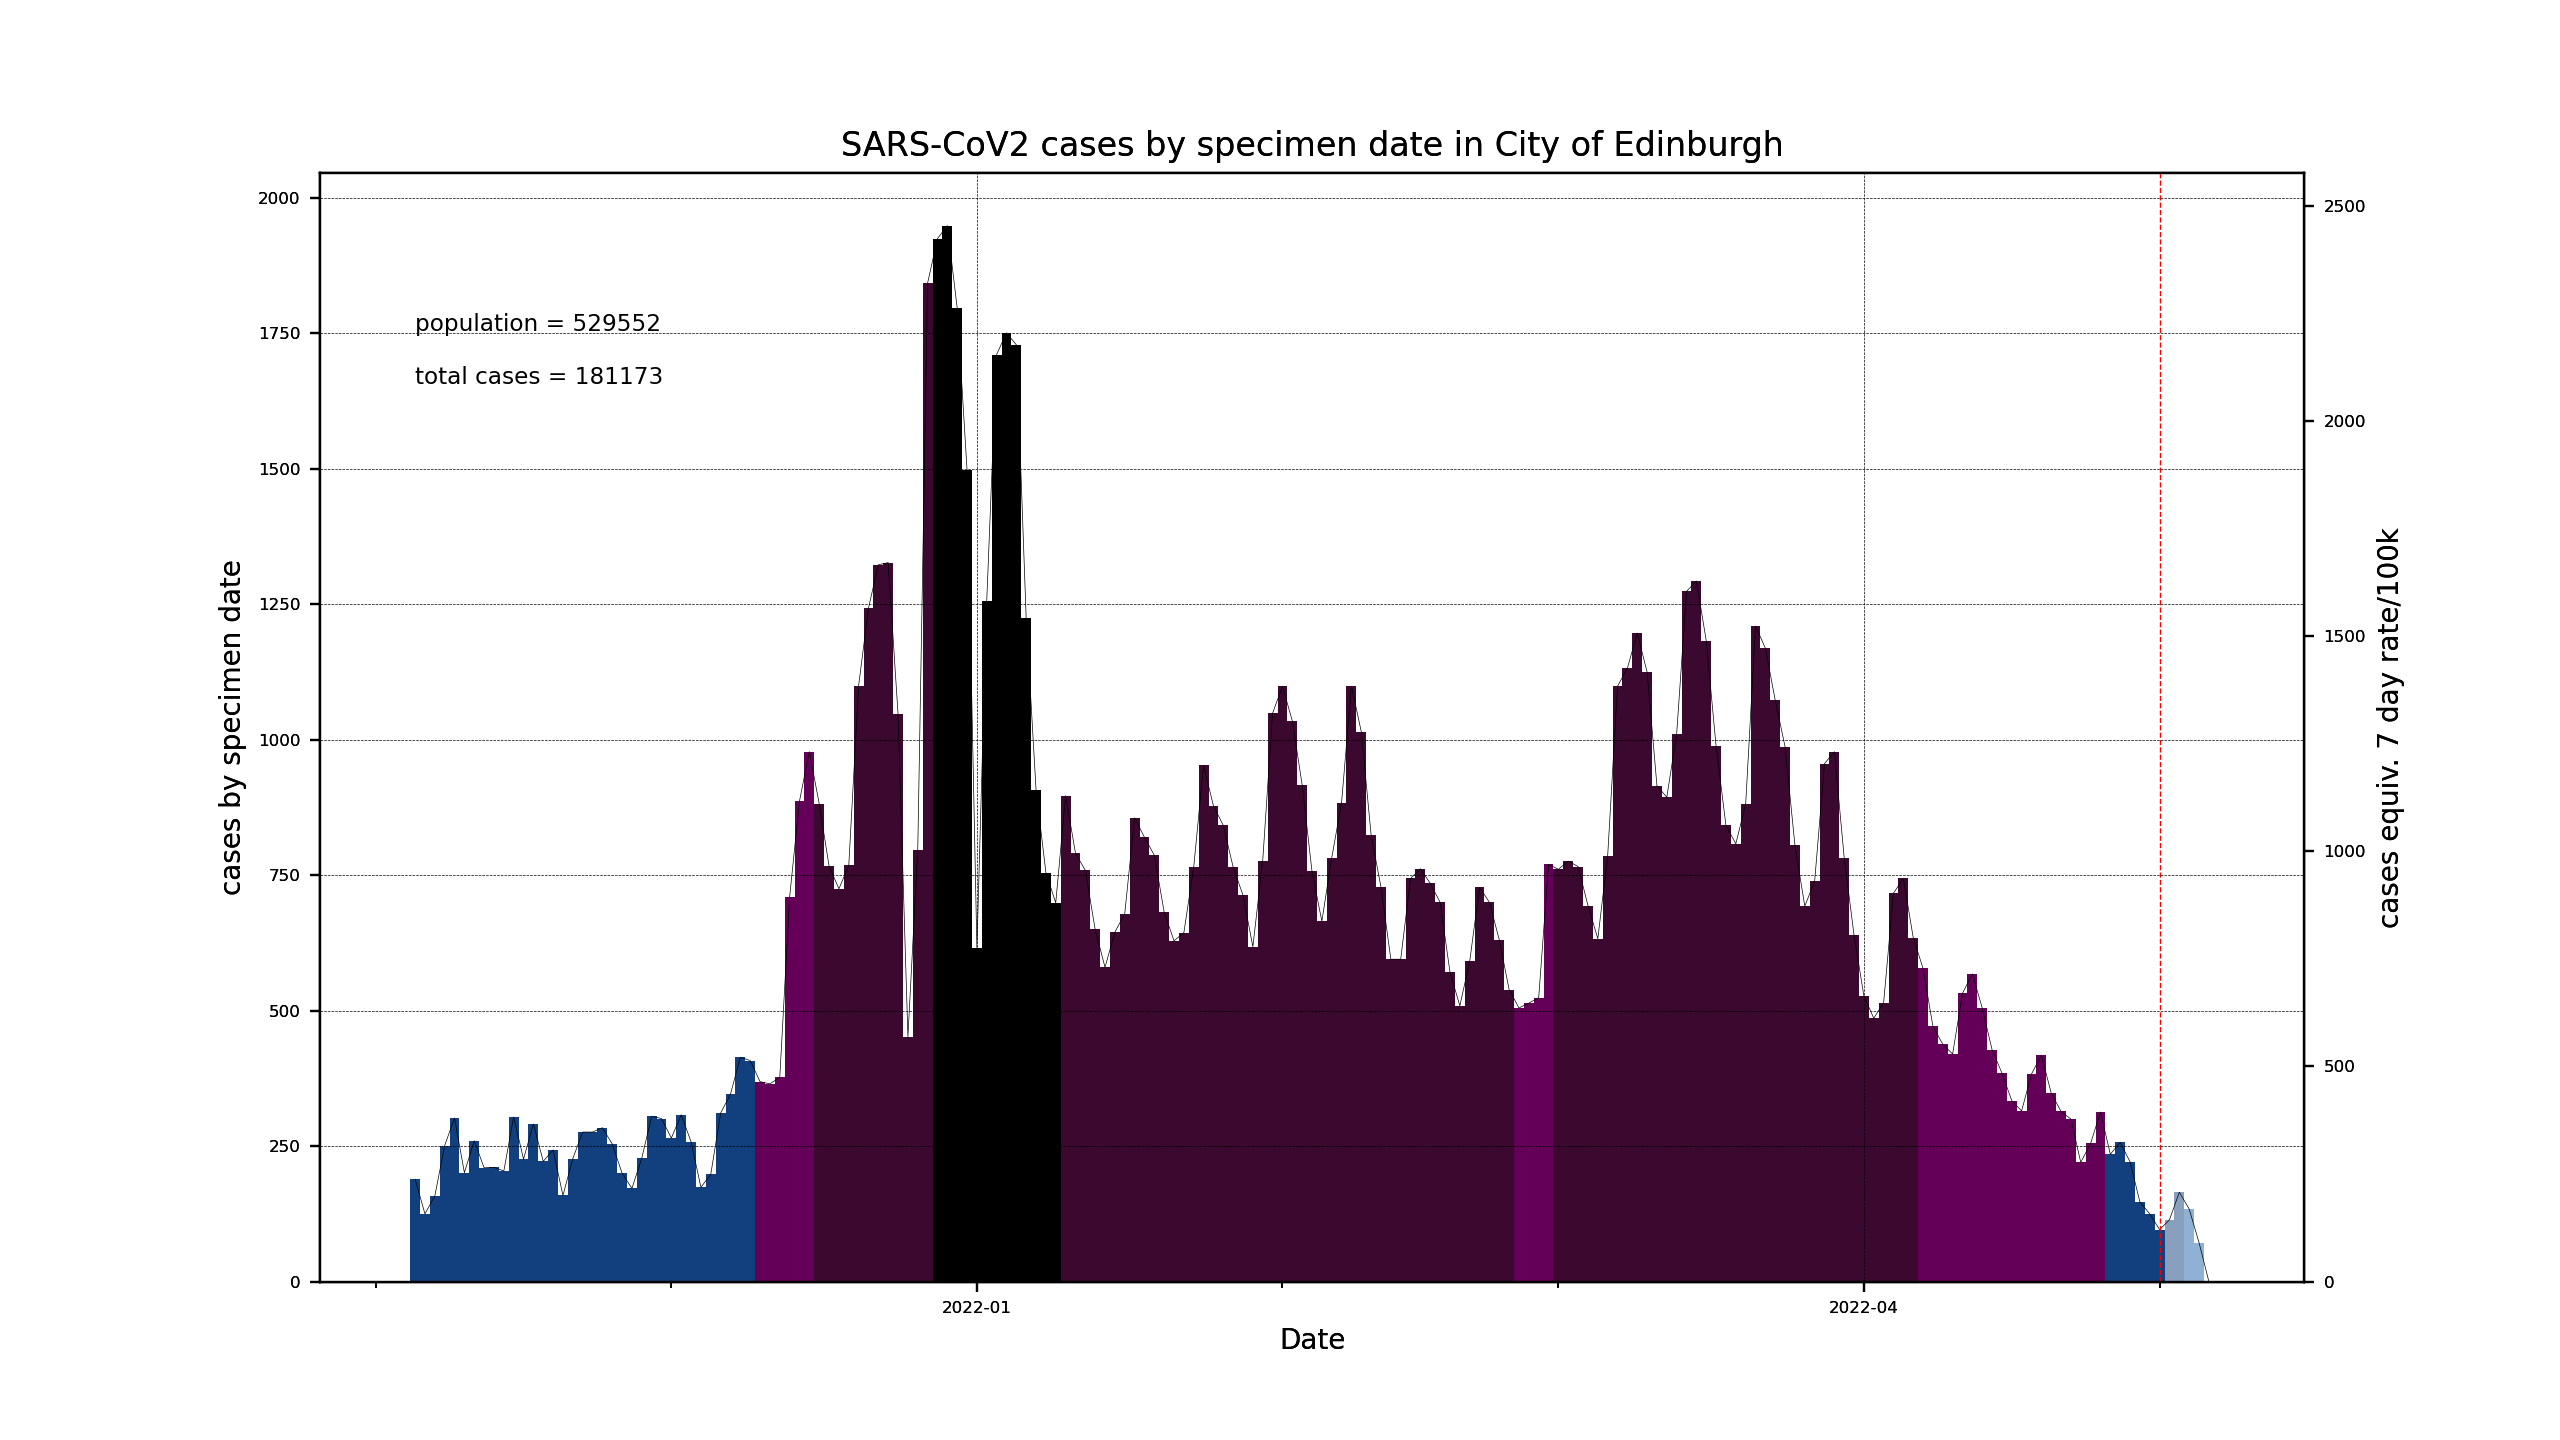 SARS-CoV2 cases by specimen date in City of Edinburgh
population = 529552
total cases = 181173
cases by specimen date
2000
1750
1500
1250
1000
750
500
250
0
2500
2000
1500
1000
500
0
cases equiv. 7 day rate/100k
2022-01
2022-04
Date